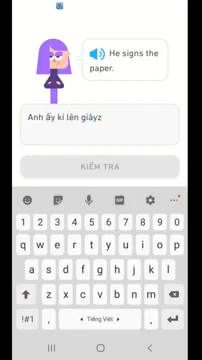 He signs the
paper.
Anh ấy kí lên giâyz
KIỂM TRA
GIF
1 2 3 4 5 6 7 8 9 0
q w e r t y u i o p
a s d f g h j k l
z x c v b n m
!#1 , Tiếng Việt .